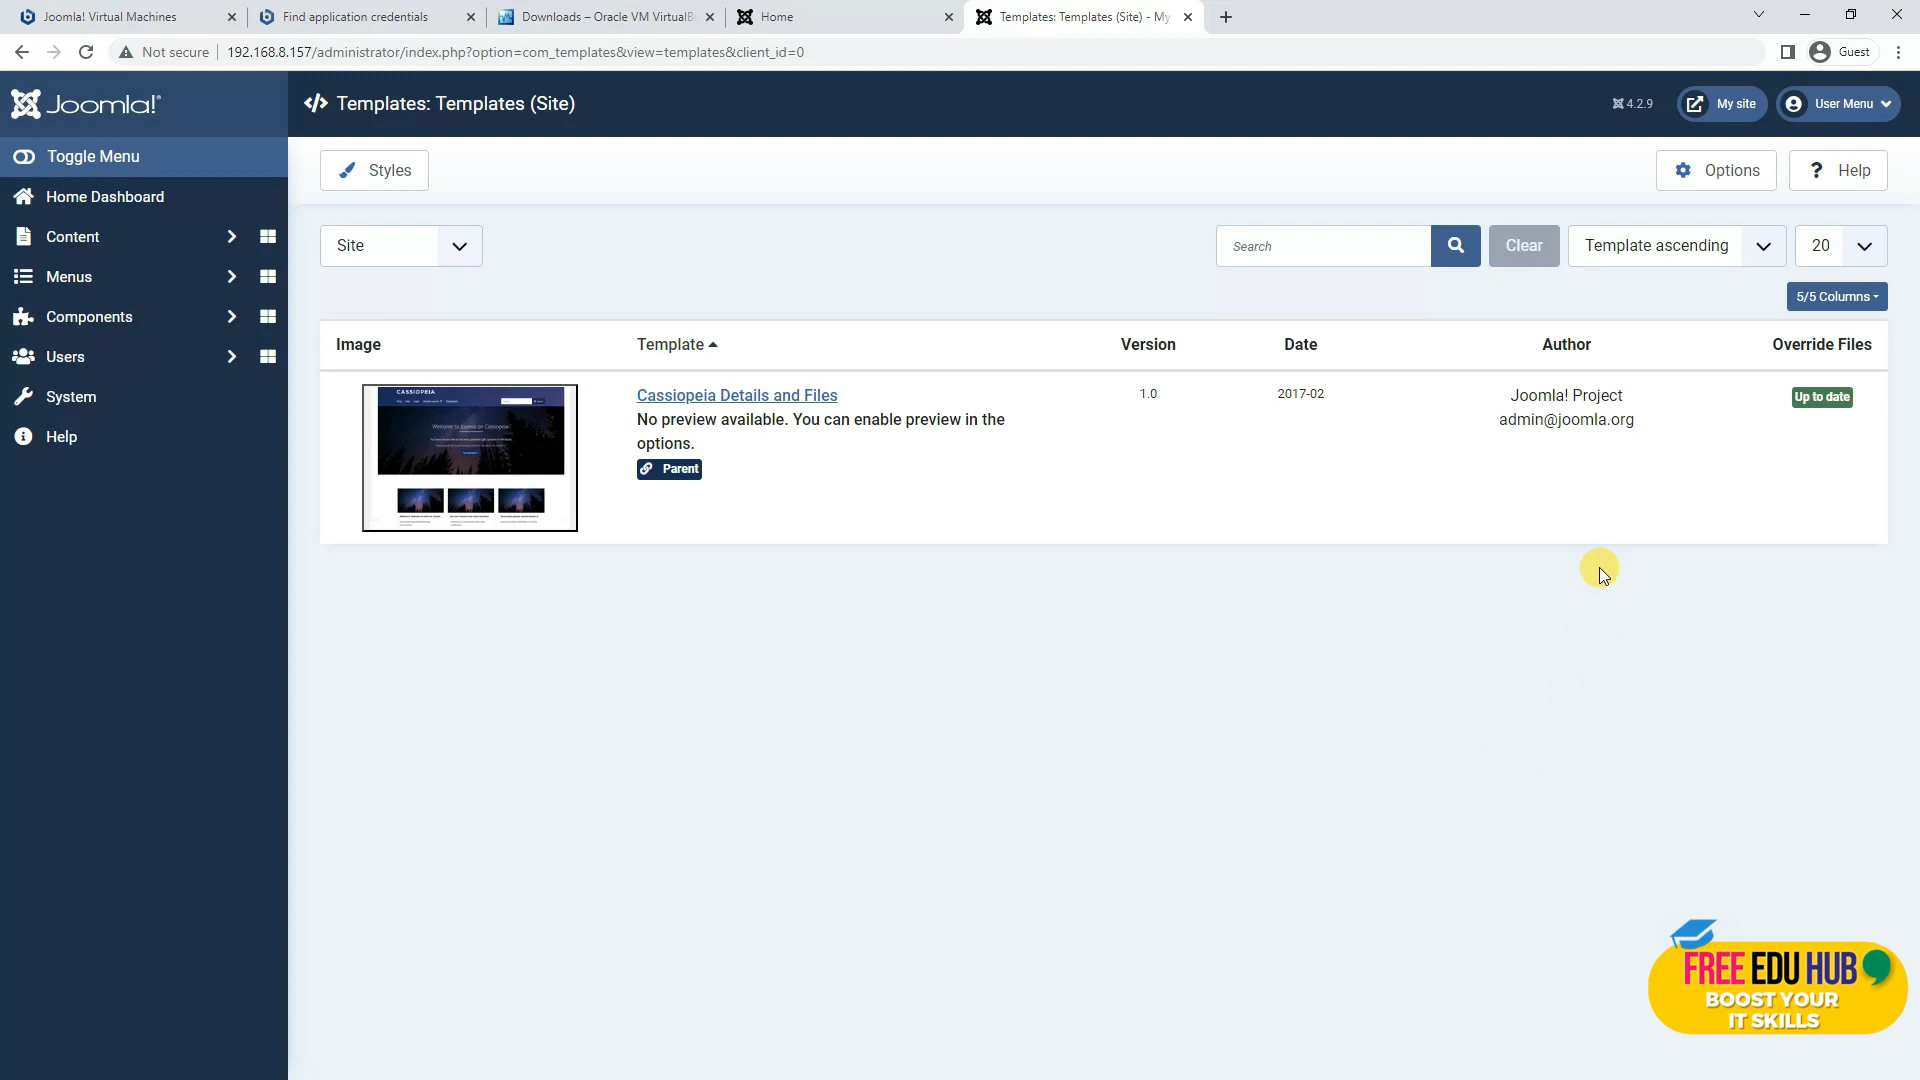 Joomla! Virtual Machines
Find application credentials
Downloads – Oracle VM VirtualB
Home
Templates: Templates (Site) - My
Not secure
192.168.8.157/administrator/index.php?option=com_templates&view=templates&client_id=0
Guest
Joomla!
Templates: Templates (Site)
4.2.9
My site
User Menu
Toggle Menu
Home Dashboard
Content
Menus
Components
Users
System
Help
Styles
Options
? Help
Site
Search
Clear
Template ascending
20
5/5 Columns
Image
Template
Version
Date
Author
Override Files
CASSIOPEIA
Welcome to Joomla on Cassiopeia
Cassiopeia Details and Files
No preview available. You can enable preview in the
options.
Parent
1.0
2017-02
Joomla! Project
admin@joomla.org
Up to date
FREE EDU HUB
BOOST YOUR
IT SKILLS